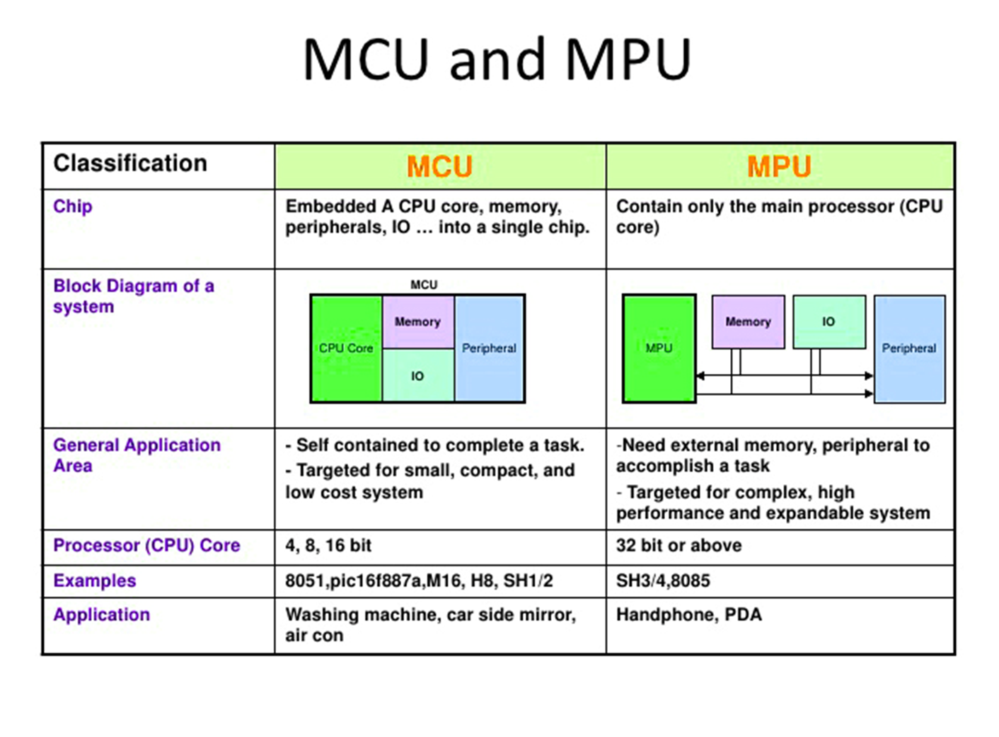 MCU and MPU
Classification
MCU
MPU
Chip
Embedded A CPU core, memory,
peripherals, IO ... into a single chip.
Contain only the main processor (CPU
core)
Block Diagram of a
system
MCU
CPU Core
Memory
IO
Peripheral
MPU
Memory
IO
Peripheral
General Application
Area
- Self contained to complete a task.
- Targeted for small, compact, and
low cost system
-Need external memory, peripheral to
accomplish a task
- Targeted for complex, high
performance and expandable system
Processor (CPU) Core
4, 8, 16 bit
32 bit or above
Examples
8051,pic16f887a,M16, H8, SH1/2
SH3/4,8085
Application
Washing machine, car side mirror,
air con
Handphone, PDA